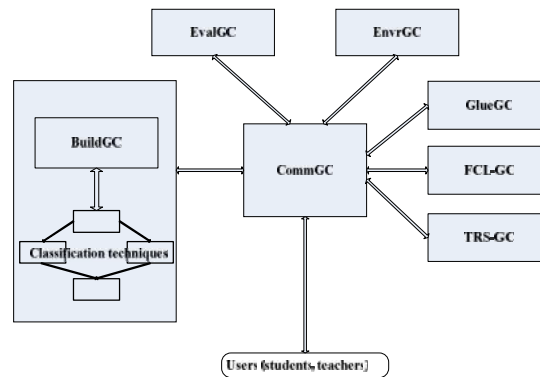 EvalGC
EnvrGC
GlueGC
BuildGC
CommGC
FCL-GC
TRS-GC
Classification techniques
Users (students, teachers)